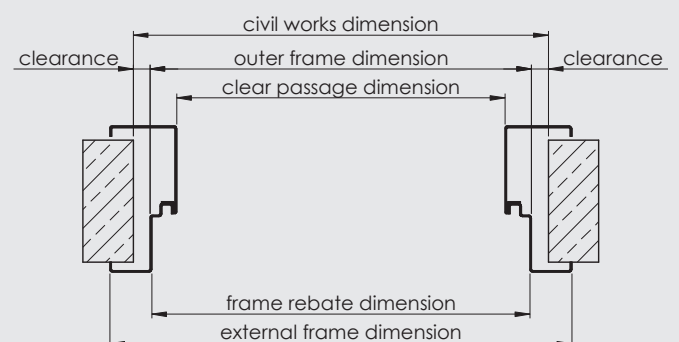 civil works dimension
clearance outer frame dimension clearance
clear passage dimension
frame rebate dimension
external frame dimension